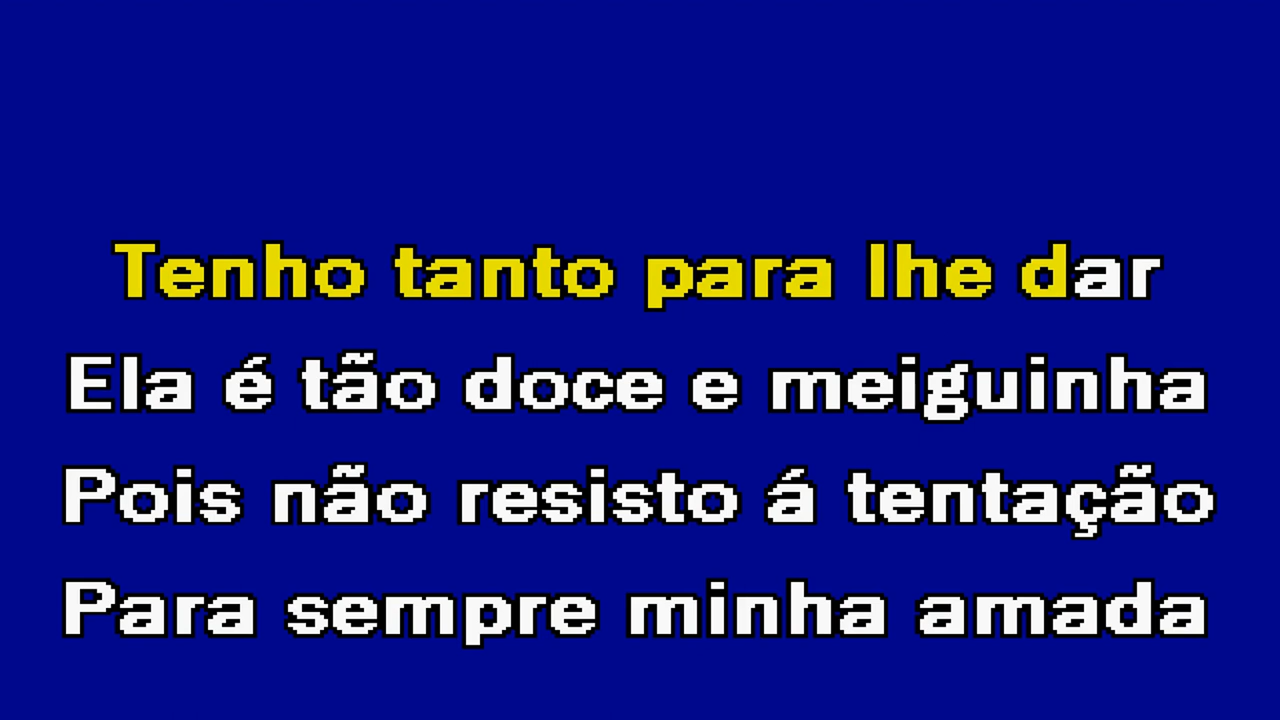 Tenho tanto para lhe dar
Ela é tão doce e meiguinha
Pois não resisto á tentação
Para sempre minha amada